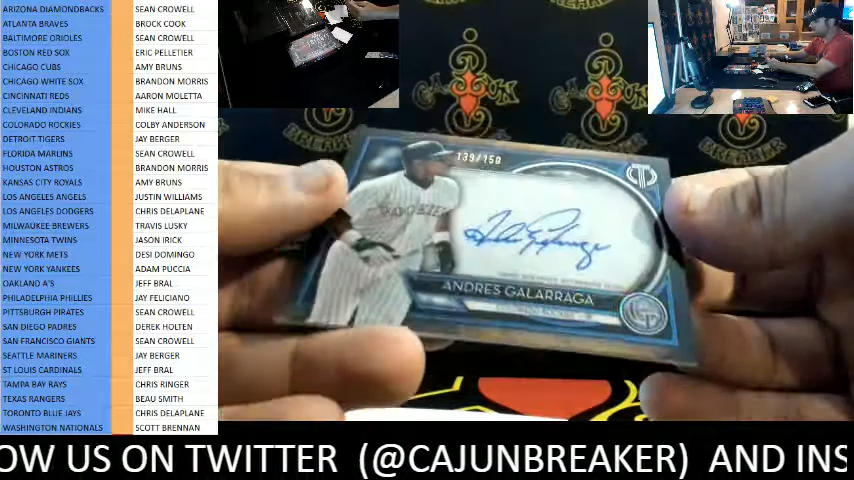 ARIZONA DIAMONDBACKS SEAN CROWELL
ATLANTA BRAVES BROCK COOK
BALTIMORE ORIOLES SEAN CROWELL
BOSTON RED SOX ERIC PELLETIER
CHICAGO CUBS AMY BRUNS
CHICAGO WHITE SOX BRANDON MORRIS
CINCINNATI REDS AARON MOLETTA
CLEVELAND INDIANS MIKE HALL
COLORADO ROCKIES COLBY ANDERSON
DETROIT TIGERS JAY BERGER
FLORIDA MARLINS SEAN CROWELL
HOUSTON ASTROS BRANDON MORRIS
KANSAS CITY ROYALS AMY BRUNS
LOS ANGELS ANGELS JUSTIN WILLIAMS
LOS ANGELES DODGERS CHRIS DELAPLANE
MILWAUKEE BREWERS TRAVIS LUSKY
MINNESOTA TWINS JASON IRICK
NEW YORK METS DESI DOMINGO
NEW YORK YANKEES ADAM PUCCIA
OAKLAND A'S JEFF BRAL
PHILADELPHIA PHILLIES JAY FELICIANO
PITTSBURGH PIRATES SEAN CROWELL
SAN DIEGO PADRES DEREK HOLTEN
SAN FRANCISCO GIANTS SEAN CROWELL
SEATTLE MARINERS JAY BERGER
ST LOUIS CARDINALS JEFF BRAL
TAMPA BAY RAYS CHRIS RINGER
TEXAS RANGERS BEAU SMITH
TORONTO BLUE JAYS CHRIS DELAPLANE
WASHINGTON NATIONALS SCOTT BRENNAN
CAJUN
BREAKER
139/150
ANDRES GALARRAGA
OW US ON TWITTER (@CAJUNBREAKER) AND INS